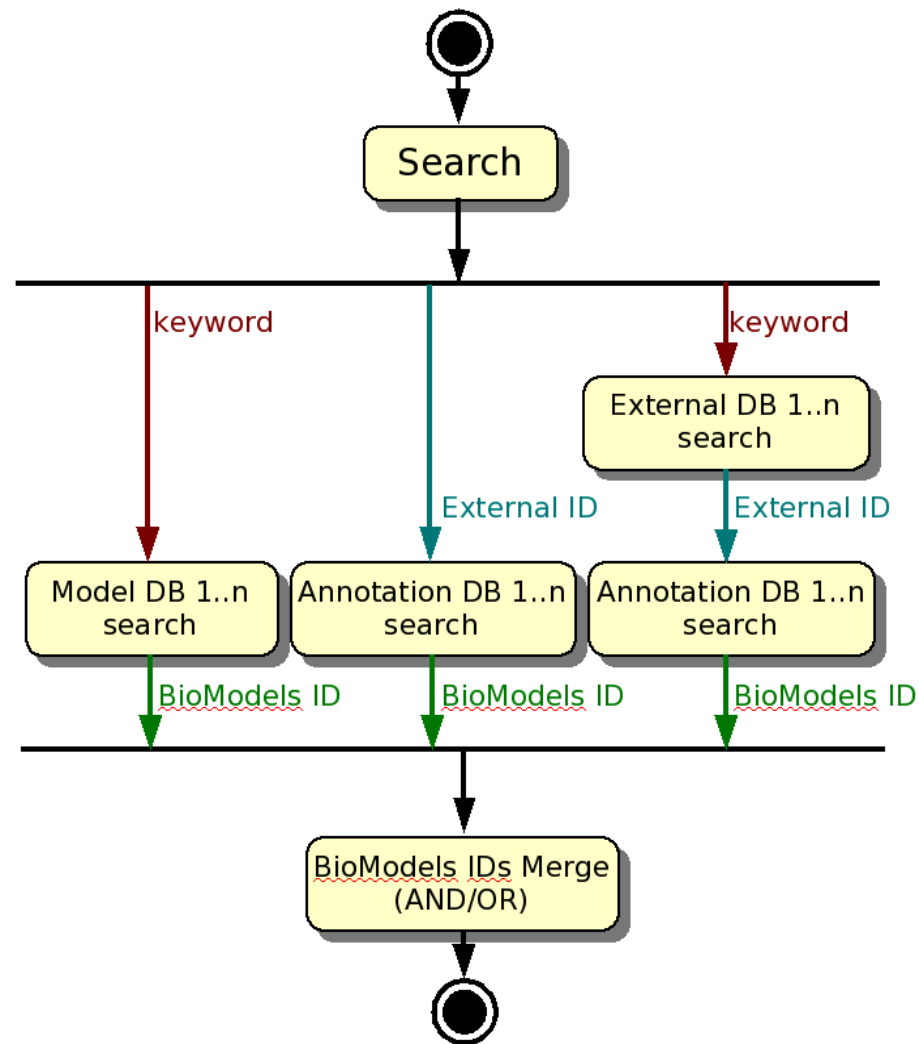 Search
keyword
keyword
External DB 1..n
search
External ID
External ID
Model DB 1..n
search
Annotation DB 1..n
search
Annotation DB 1..n
search
BioModels ID
BioModels ID
BioModels ID
BioModels IDs Merge
(AND/OR)